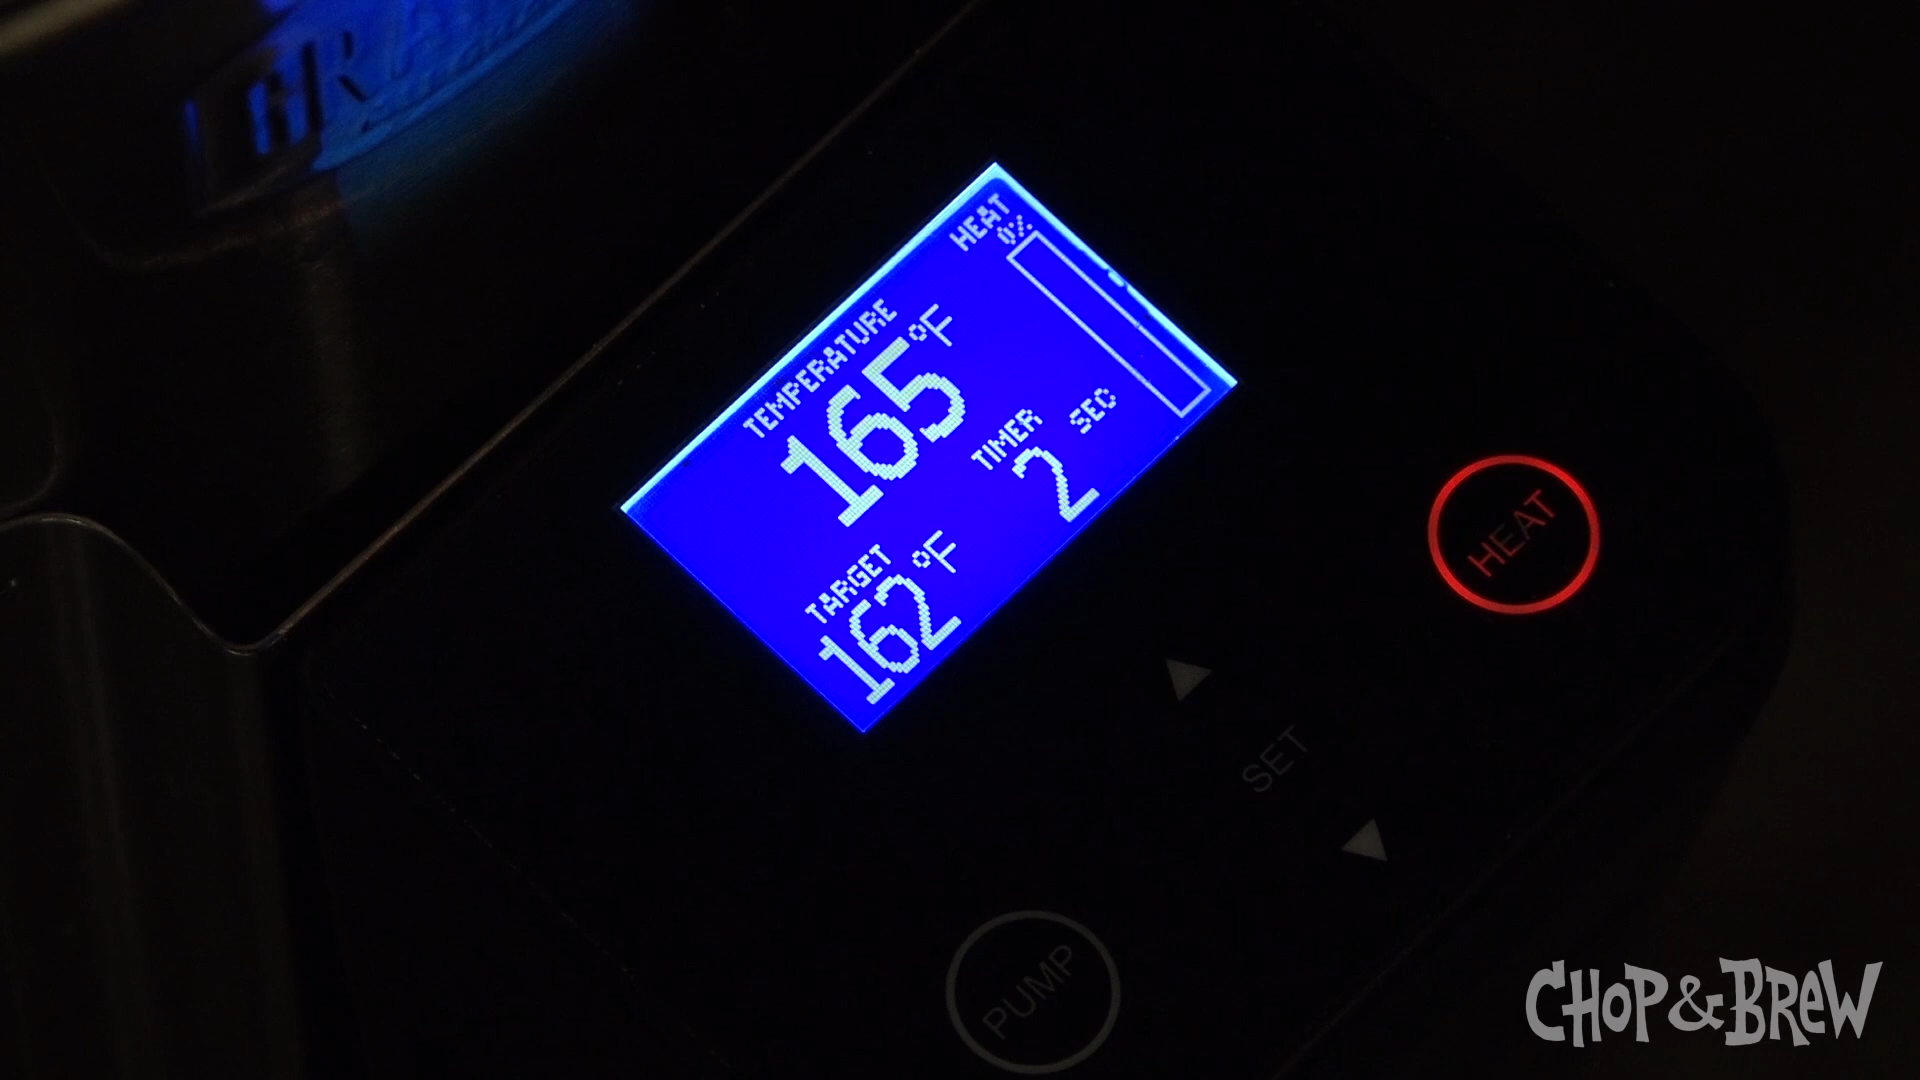 HEAT
0%
TEMPERATURE
165°F
TIMER
2 SEC
TARGET
162°F
HEAT
SET
PUMP
CHOP & BREW